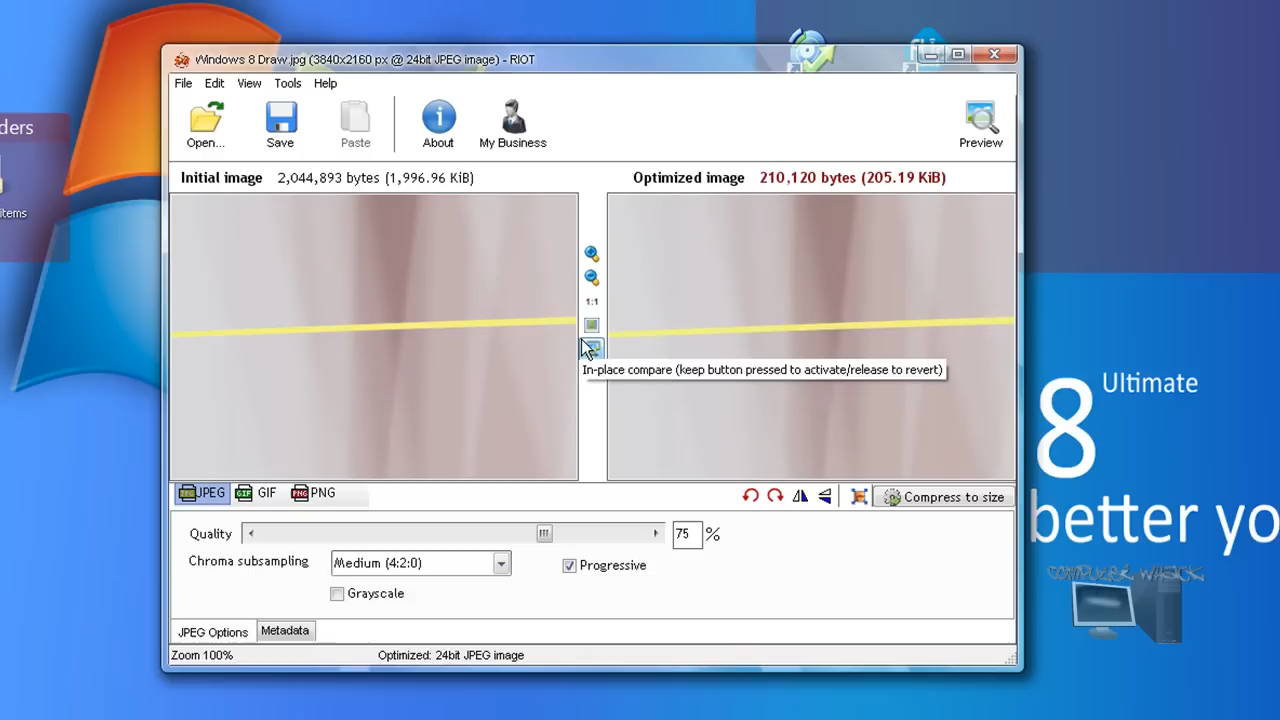 Windows 8 Draw.jpg (3840x2160 px @ 24bit JPEG image) - RIOT
File Edit View Tools Help
ders
Open... Save Paste About My Business Preview
Initial image 2,044,893 bytes (1,996.96 KiB) Optimized image 210,120 bytes (205.19 KiB)
items
1:1
In-place compare (keep button pressed to activate/release to revert)
8 Ultimate
JPEG GIF PNG Compress to size
better yo
Quality 75 %
Chroma subsampling Medium (4:2:0) Progressive
COMPUTER WHACK
Grayscale
JPEG Options Metadata
Zoom 100% Optimized: 24bit JPEG image